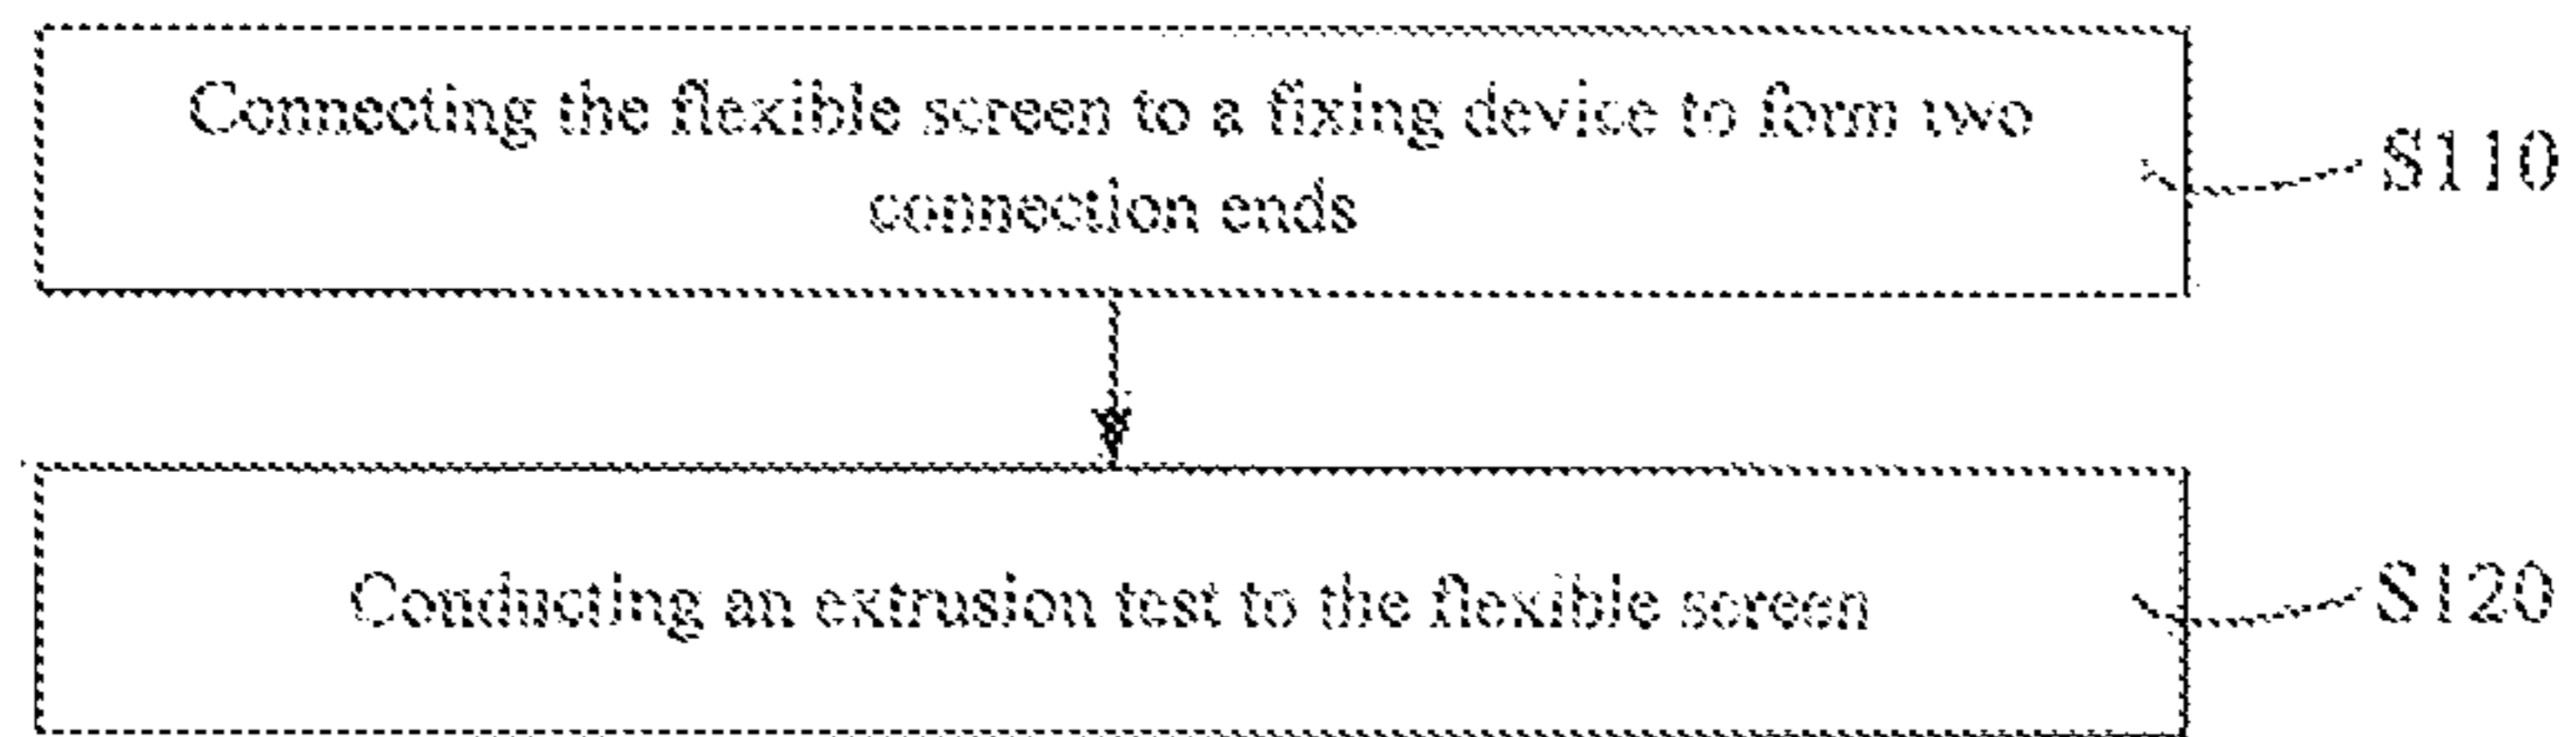 Connecting the flexible screen to a fixing device to form two
connection ends
S110
Conducting an extrusion test to the flexible screen
S120